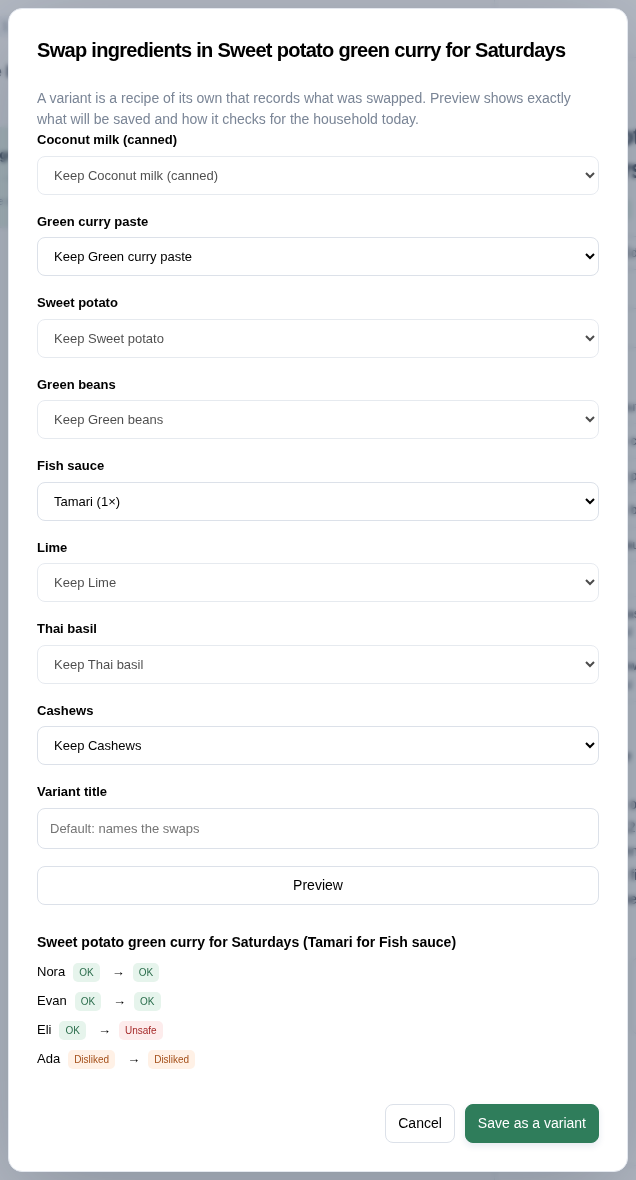 Swap ingredients in Sweet potato green curry for Saturdays
A variant is a recipe of its own that records what was swapped. Preview shows exactly
what will be saved and how it checks for the household today.
Coconut milk (canned)
Keep Coconut milk (canned)
Green curry paste
Keep Green curry paste
Sweet potato
Keep Sweet potato
Green beans
Keep Green beans
Fish sauce
Tamari (1×)
Lime
Keep Lime
Thai basil
Keep Thai basil
Cashews
Keep Cashews
Variant title
Default: names the swaps
Preview
Sweet potato green curry for Saturdays (Tamari for Fish sauce)
Nora OK → OK
Evan OK → OK
Eli OK → Unsafe
Ada Disliked → Disliked
Cancel Save as a variant